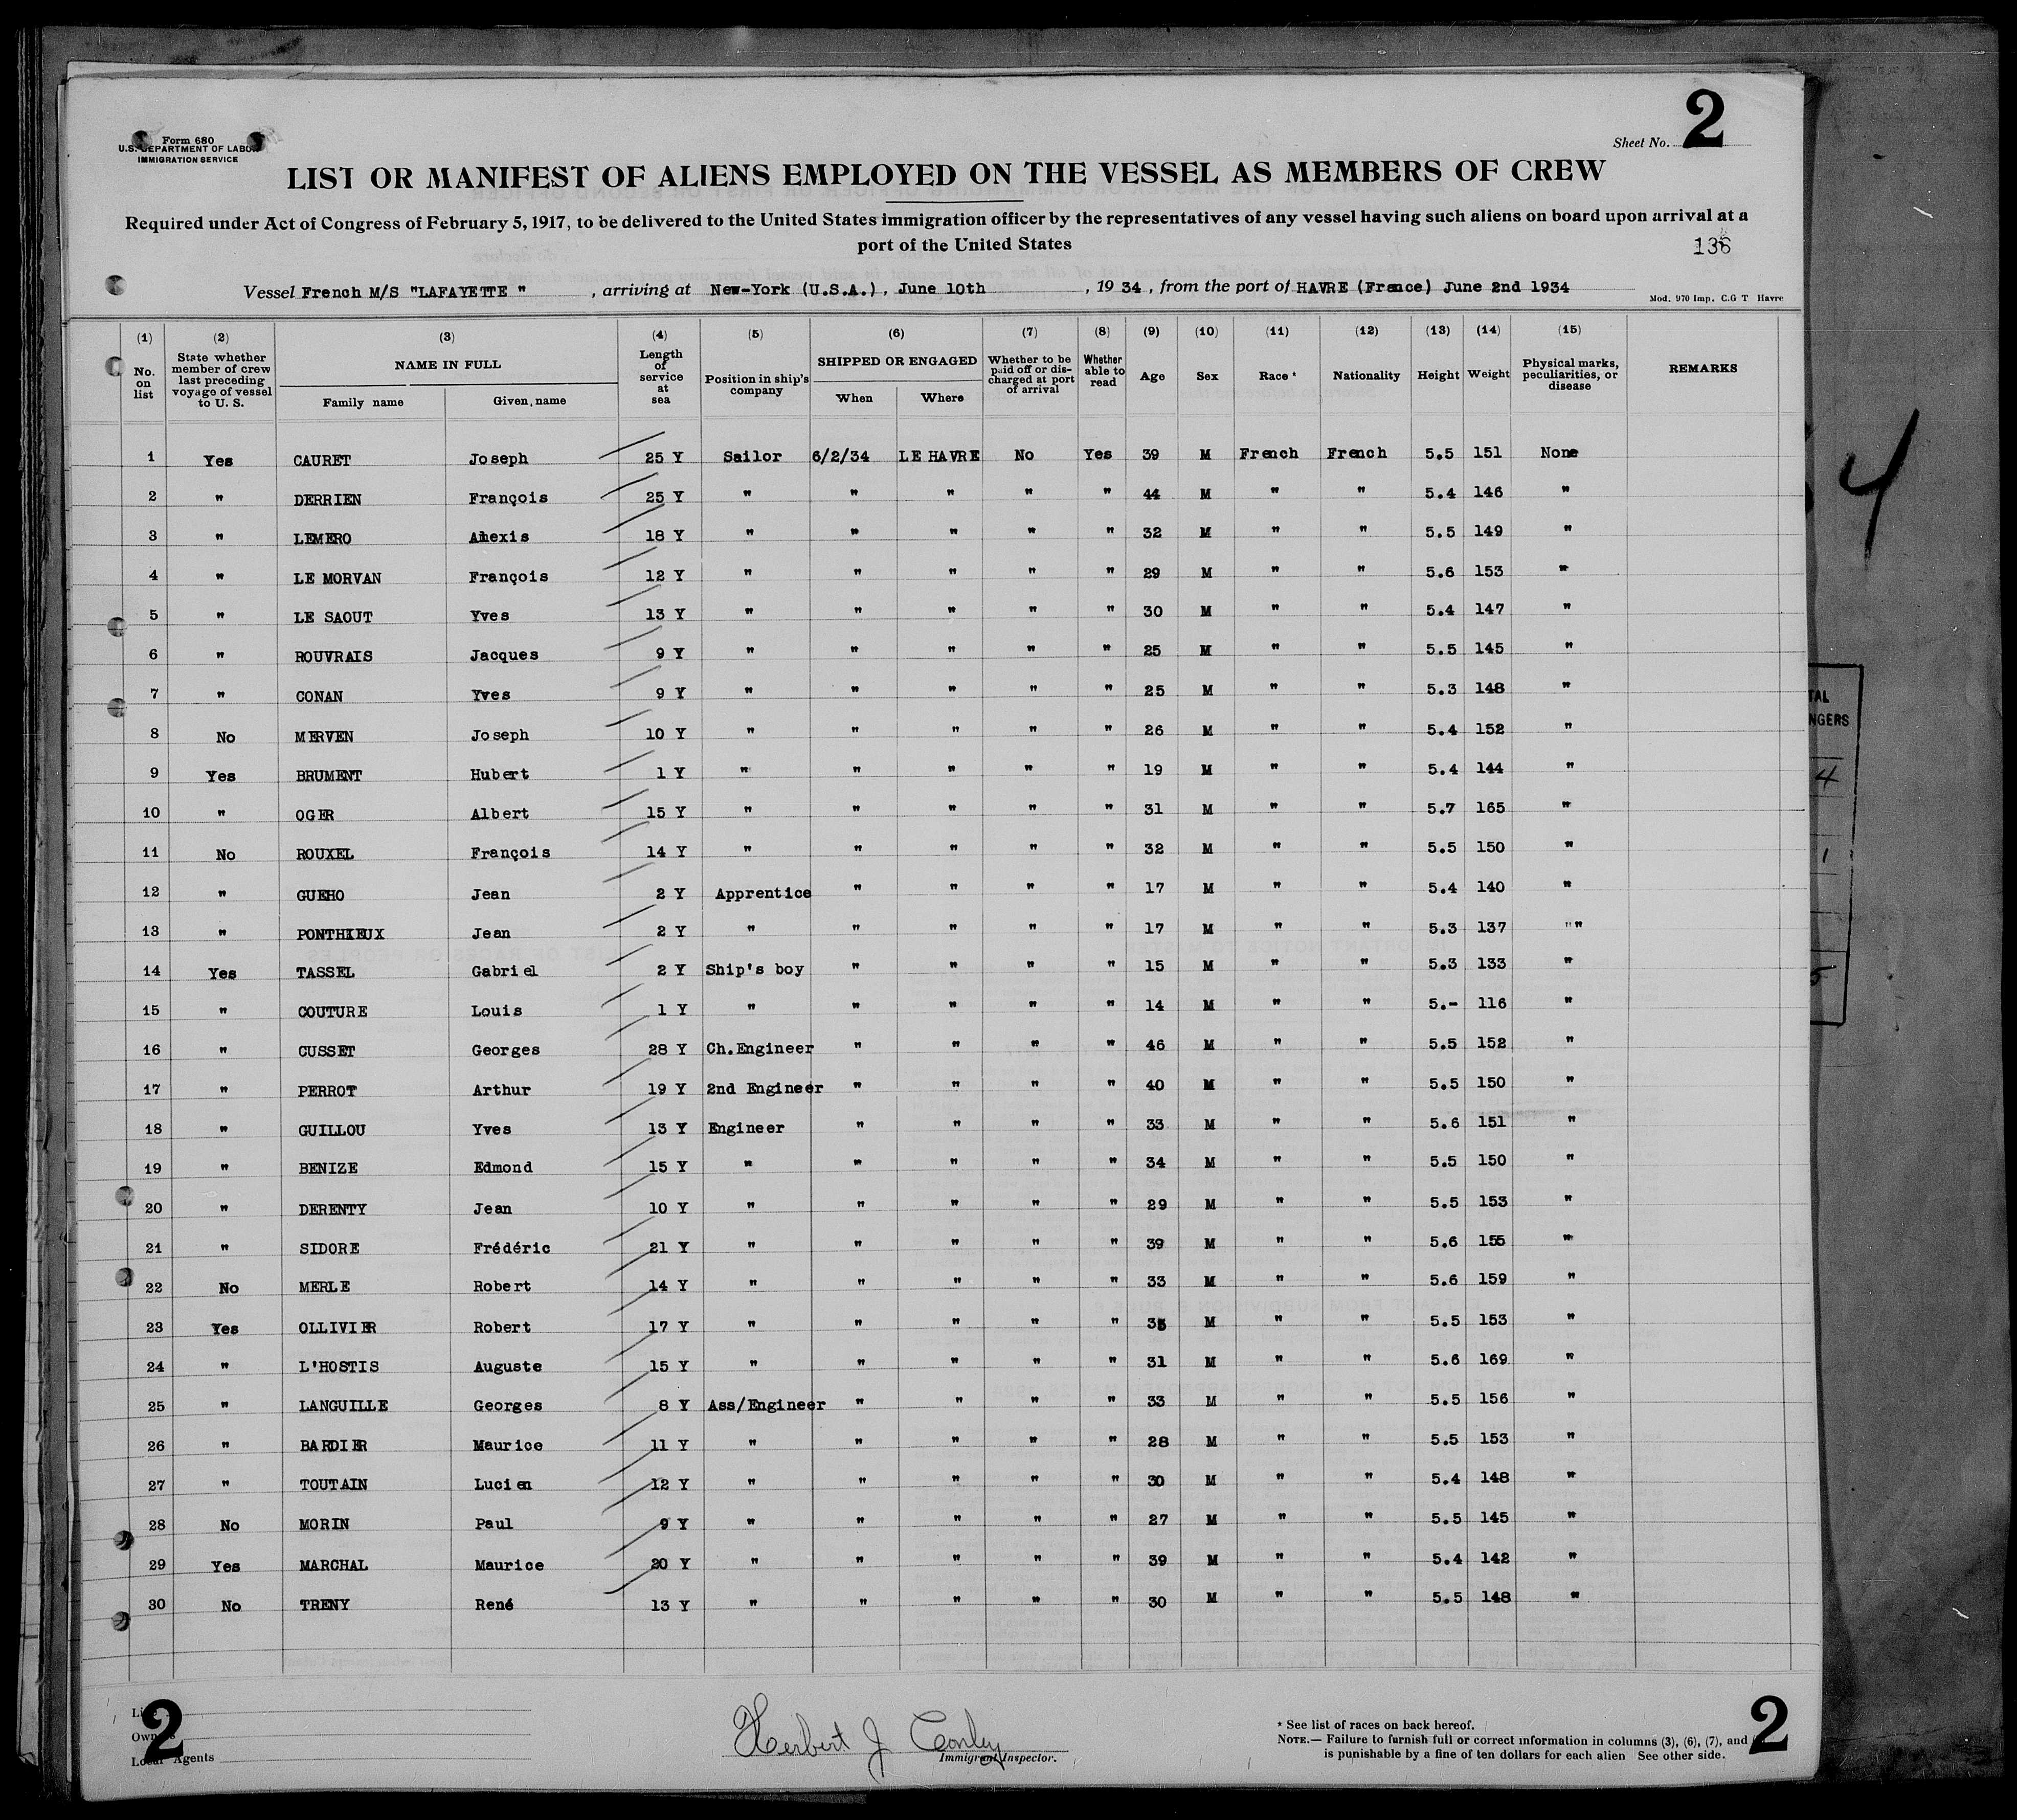 2
Form 680
U.S. DEPARTMENT OF LABOR
IMMIGRATION SERVICE
Sheet No. 2
LIST OR MANIFEST OF ALIENS EMPLOYED ON THE VESSEL AS MEMBERS OF CREW
Required under Act of Congress of February 5, 1917, to be delivered to the United States immigration officer by the representatives of any vessel having such aliens on board upon arrival at a
port of the United States
Vessel French M/S "LAFAYETTE ", arriving at New-York (U.S.A.), June 10th, 1934, from the port of HAVRE (France) June 2nd 1934
Mod. 970 Imp. C.G T Havre
(1) (2) (3) (4) (5) (6) (7) (8) (9) (10) (11) (12) (13) (14) (15)
No. on list | State whether member of crew last preceding voyage of vessel to U. S. | NAME IN FULL Family name Given name | Length of service at sea | Position in ship's company | SHIPPED OR ENGAGED When Where | Whether to be paid off or discharged at port of arrival | Whether able to read | Age | Sex | Race * | Nationality | Height | Weight | Physical marks, peculiarities, or disease | REMARKS
1 Yes CAURET Joseph 25 Y Sailor 6/2/34 LE HAVRE No Yes 39 M French French 5.5 151 None
2 " DERRIEN François 25 Y " " " " " 44 M " " 5.4 146 "
3 " LEMERO Alexis 18 Y " " " " " 32 M " " 5.5 149 "
4 " LE MORVAN François 12 Y " " " " " 29 M " " 5.6 153 "
5 " LE SAOUT Yves 13 Y " " " " " 30 M " " 5.4 147 "
6 " ROUVRAIS Jacques 9 Y " " " " " 25 M " " 5.5 145 "
7 " CONAN Yves 9 Y " " " " " 25 M " " 5.3 148 "
8 No MERVEN Joseph 10 Y " " " " " 26 M " " 5.4 152 "
9 Yes BRUMENT Hubert 1 Y " " " " " 19 M " " 5.4 144 "
10 " OGER Albert 15 Y " " " " " 31 M " " 5.7 165 "
11 No ROUXEL François 14 Y " " " " " 32 M " " 5.5 150 "
12 " GUEHO Jean 2 Y Apprentice " " " " 17 M " " 5.4 140 "
13 " PONTHIEUX Jean 2 Y " " " " " 17 M " " 5.3 137 " "
14 Yes TASSEL Gabriel 2 Y Ship's boy " " " " 15 M " " 5.3 133 "
15 " COUTURE Louis 1 Y " " " " " 14 M " " 5.- 116 "
16 " CUSSET Georges 28 Y Ch.Engineer " " " " 46 M " " 5.5 152 "
17 " PERROT Arthur 19 Y 2nd Engineer " " " " 40 M " " 5.5 150 "
18 " GUILLOU Yves 13 Y Engineer " " " " 33 M " " 5.6 151 "
19 " BENIZE Edmond 15 Y " " " " " 34 M " " 5.5 150 "
20 " DERENTY Jean 10 Y " " " " " 29 M " " 5.5 153 "
21 " SIDORE Frédéric 21 Y " " " " " 39 M " " 5.6 155 "
22 No MERLE Robert 14 Y " " " " " 33 M " " 5.6 159 "
23 Yes OLLIVIER Robert 17 Y " " " " " M " " 5.5 153 "
24 " L'HOSTIS Auguste 15 Y " " " " " 31 M " " 5.6 169 "
25 " LANGUILLE Georges 8 Y Ass/Engineer " " " " 33 M " " 5.5 156 "
26 " BARDIER Maurice 11 Y " " " " " 28 M " " 5.5 153 "
27 " TOUTAIN Lucien 12 Y " " " " " 30 M " " 5.4 148 "
28 No MORIN Paul 9 Y " " " " " 27 M " " 5.5 145 "
29 Yes MARCHAL Maurice 20 Y " " " " " 39 M " " 5.4 142 "
30 No TRENY René 13 Y " " " " " 30 M " " 5.5 148 "
4
Agents
2
Herbert J Conley
Immigrant Inspector.
* See list of races on back hereof.
NOTE.— Failure to furnish full or correct information in columns (3), (6), (7), and
is punishable by a fine of ten dollars for each alien See other side.
2